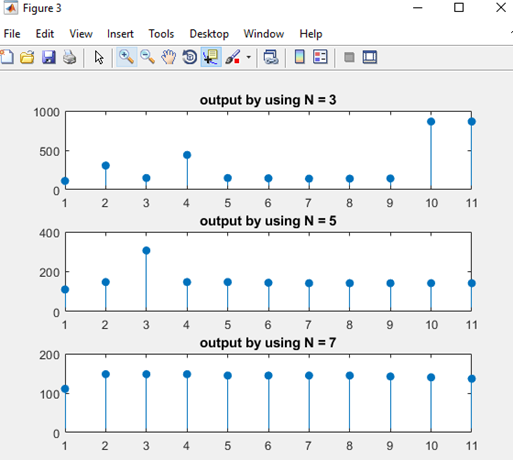 Figure 3
File Edit View Insert Tools Desktop Window Help
output by using N = 3
1000
500
0
1 2 3 4 5 6 7 8 9 10 11
output by using N = 5
400
200
0
1 2 3 4 5 6 7 8 9 10 11
output by using N = 7
200
100
0
1 2 3 4 5 6 7 8 9 10 11